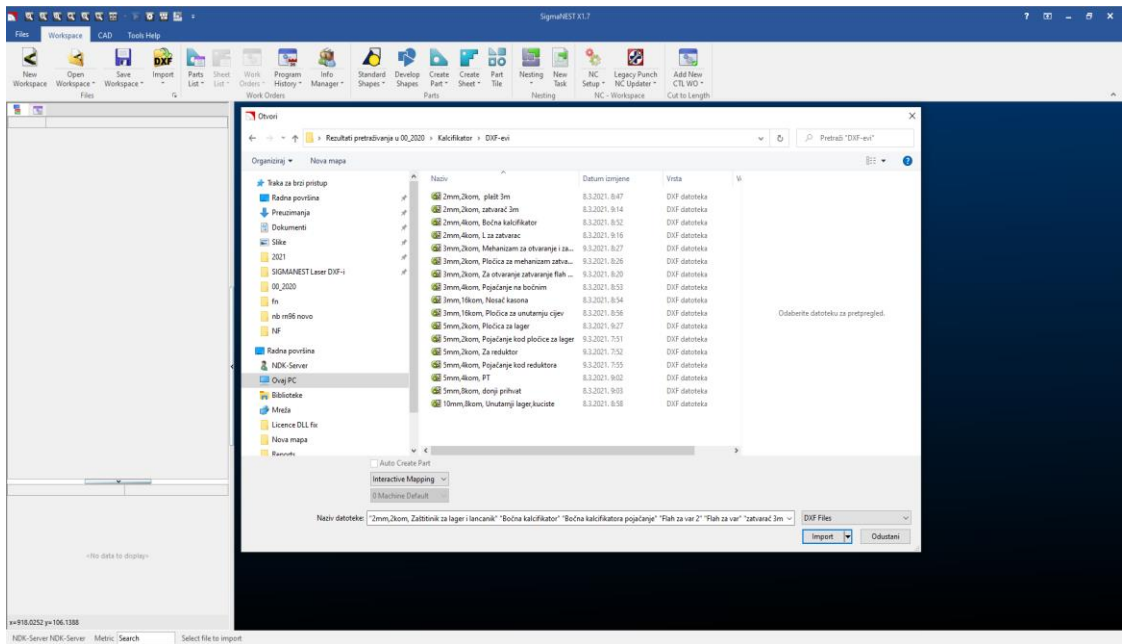 SigmaNEST X1.7
Files Workspace CAD Tools Help
New Workspace
Open Workspace
Save Workspace
DXF
Import
Files
Parts List
Sheet List
Work Orders
Program History
Info Manager
Work Orders
Standard Shapes
Develop Shapes
Create Part
Create Sheet
Part Tile
Parts
Nesting
New Task
Nesting
NC Setup
Legacy Punch NC Updater
NC - Workspace
Add New CTL WO
Cut to Length
Otvori
Rezultati pretraživanja u 00_2020 › Kalcifikator › DXF-evi
Pretraži "DXF-evi"
Organiziraj Nova mapa
Traka za brzi pristup
Radna površina
Preuzimanja
Dokumenti
Slike
2021
SIGMANEST Laser DXF-i
00_2020
fn
nb rn96 novo
NF
Radna površina
NDK-Server
Ovaj PC
Biblioteke
Mreža
Licence DLL fix
Nova mapa
Reports
Naziv Datum izmjene Vrsta
2mm,2kom, plašt 3m 8.3.2021. 8:47 DXF datoteka
2mm,2kom, zatvarač 3m 8.3.2021. 9:14 DXF datoteka
2mm,4kom, Bočna kalcifikator 8.3.2021. 8:52 DXF datoteka
2mm,4kom, L za zatvarac 8.3.2021. 9:16 DXF datoteka
3mm,2kom, Mehanizam za otvaranje i za... 9.3.2021. 8:27 DXF datoteka
3mm,2kom, Pločica za mehanizam zatva... 9.3.2021. 8:26 DXF datoteka
3mm,2kom, Za otvaranje zatvaranje flah ... 9.3.2021. 8:20 DXF datoteka
3mm,4kom, Pojačanje na bočnim 8.3.2021. 8:53 DXF datoteka
3mm,16kom, Nosač kasona 8.3.2021. 8:54 DXF datoteka
3mm,16kom, Pločica za unutarnju cijev 8.3.2021. 8:56 DXF datoteka
5mm,2kom, Pločica za lager 8.3.2021. 9:27 DXF datoteka
5mm,2kom, Pojačanje kod pločice za lager 9.3.2021. 7:51 DXF datoteka
5mm,2kom, Za reduktor 9.3.2021. 7:52 DXF datoteka
5mm,4kom, Pojačanje kod reduktora 9.3.2021. 7:55 DXF datoteka
5mm,4kom, PT 8.3.2021. 9:02 DXF datoteka
5mm,8kom, donji prihvat 8.3.2021. 9:03 DXF datoteka
10mm,8kom, Unutarnji lager,kuciste 8.3.2021. 8:58 DXF datoteka
Odaberite datoteku za pretpregled.
Auto Create Part
Interactive Mapping
0 Machine Default
Naziv datoteke: "2mm,2kom, Zaštitinik za lager i lancanik" "Bočna kalcifikator" "Bočna kalcifikatora pojačanje" "Flah za var 2" "Flah za var" "zatvarač 3m DXF Files
Import Odustani
<No data to display>
x=918.0252 y=106.1388
NDK-Server NDK-Server Metric Search Select file to import